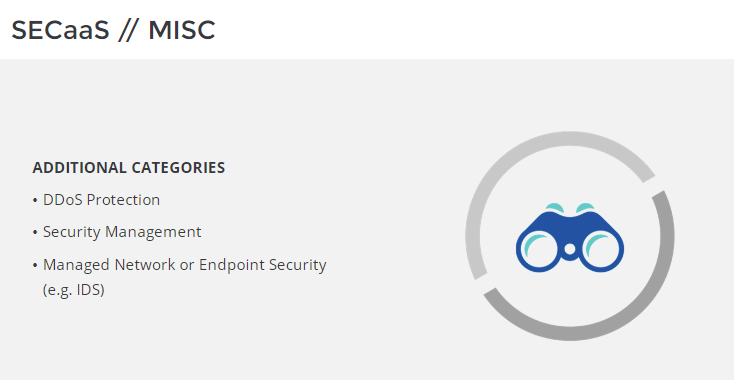 SECaaS // MISC
ADDITIONAL CATEGORIES
• DDoS Protection
• Security Management
• Managed Network or Endpoint Security
(e.g. IDS)